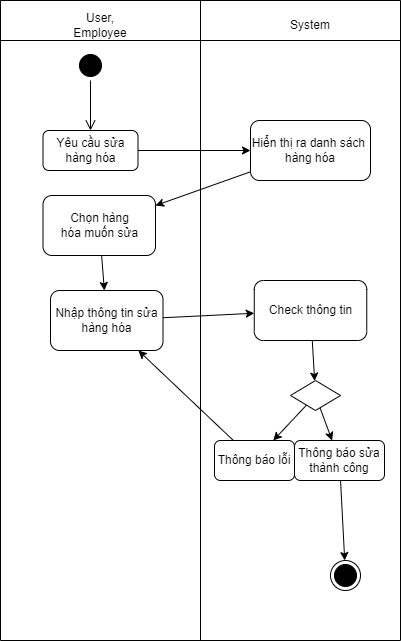 User,
Employee
System
Yêu cầu sửa
hàng hóa
Hiển thị ra danh sách
hàng hóa
Chọn hàng
hóa muốn sửa
Nhập thông tin sửa
hàng hóa
Check thông tin
Thông báo lỗi
Thông báo sửa
thành công